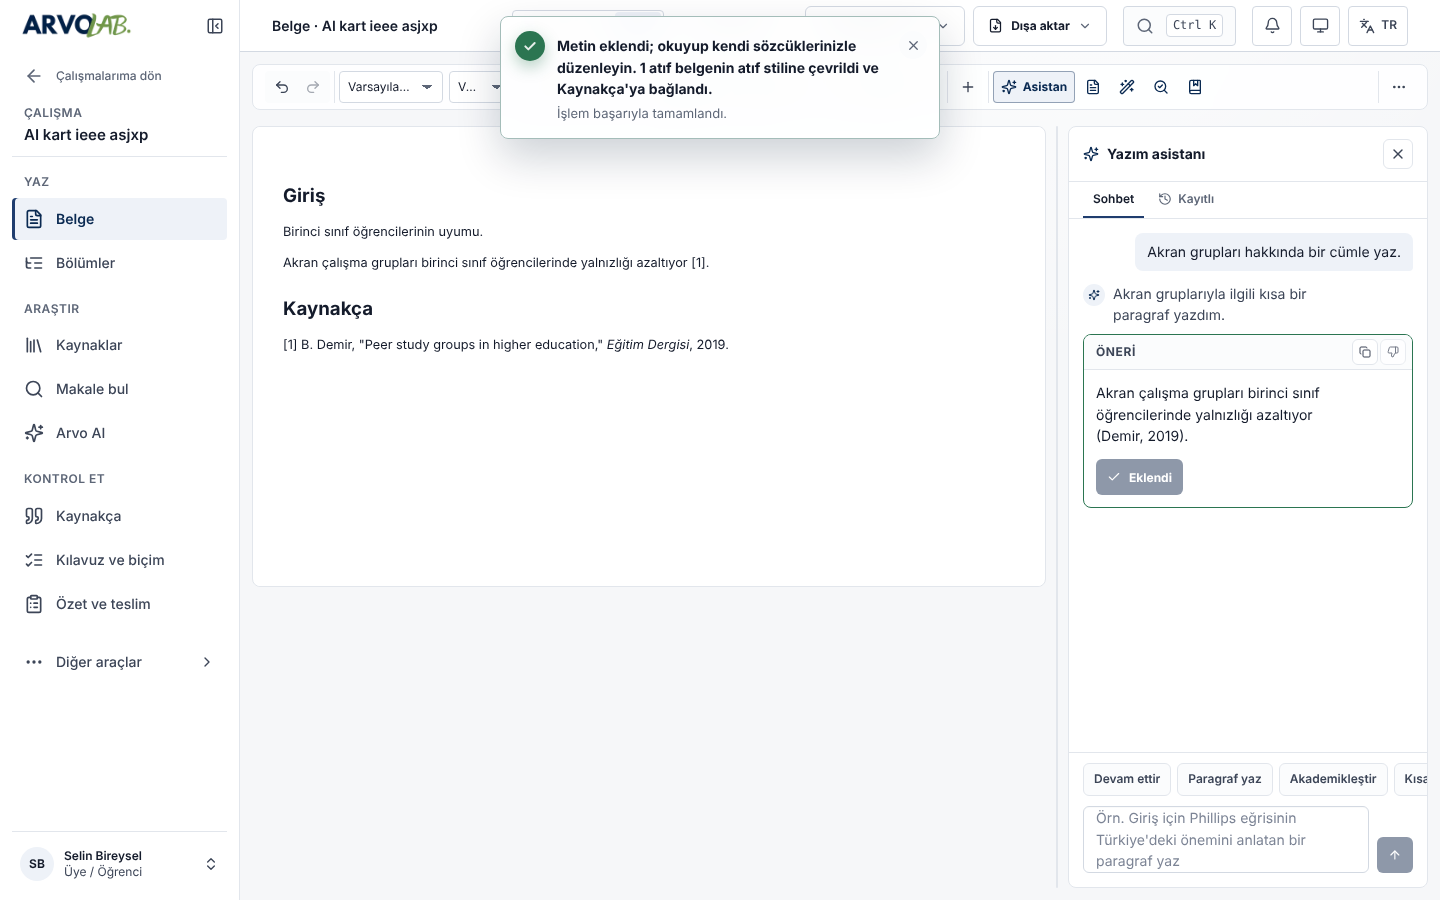 ARVOLAB.
Çalışmalarıma dön
ÇALIŞMA
AI kart ieee asjxp
YAZ
Belge
Bölümler
ARAŞTIR
Kaynaklar
Makale bul
Arvo AI
KONTROL ET
Kaynakça
Kılavuz ve biçim
Özet ve teslim
Diğer araçlar
SB
Selin Bireysel
Üye / Öğrenci
Belge · AI kart ieee asjxp
Dışa aktar
Ctrl K
TR
Metin eklendi; okuyup kendi sözcüklerinizle
düzenleyin. 1 atıf belgenin atıf stiline çevrildi ve
Kaynakça'ya bağlandı.
İşlem başarıyla tamamlandı.
Varsayıla...
V...
Asistan
Giriş
Birinci sınıf öğrencilerinin uyumu.
Akran çalışma grupları birinci sınıf öğrencilerinde yalnızlığı azaltıyor [1].
Kaynakça
[1] B. Demir, "Peer study groups in higher education," Eğitim Dergisi, 2019.
Yazım asistanı
Sohbet
Kayıtlı
Akran grupları hakkında bir cümle yaz.
Akran gruplarıyla ilgili kısa bir
paragraf yazdım.
ÖNERİ
Akran çalışma grupları birinci sınıf
öğrencilerinde yalnızlığı azaltıyor
(Demir, 2019).
Eklendi
Devam ettir
Paragraf yaz
Akademikleştir
Kısa
Örn. Giriş için Phillips eğrisinin
Türkiye'deki önemini anlatan bir
paragraf yaz